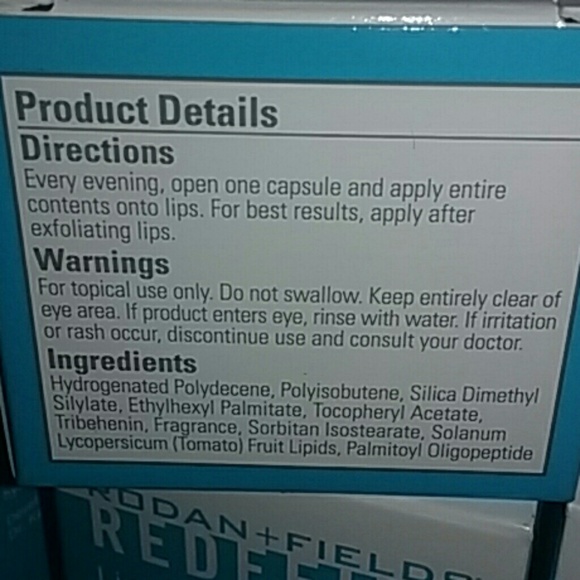 Product Details
Directions
Every evening, open one capsule and apply entire
contents onto lips. For best results, apply after
exfoliating lips.
Warnings
For topical use only. Do not swallow. Keep entirely clear of
eye area. If product enters eye, rinse with water. If irritation
or rash occur, discontinue use and consult your doctor.
Ingredients
Hydrogenated Polydecene, Polyisobutene, Silica Dimethyl
Silylate, Ethylhexyl Palmitate, Tocopheryl Acetate,
Tribehenin, Fragrance, Sorbitan Isostearate, Solanum
Lycopersicum (Tomato) Fruit Lipids, Palmitoyl Oligopeptide
RODAN+FIELDS